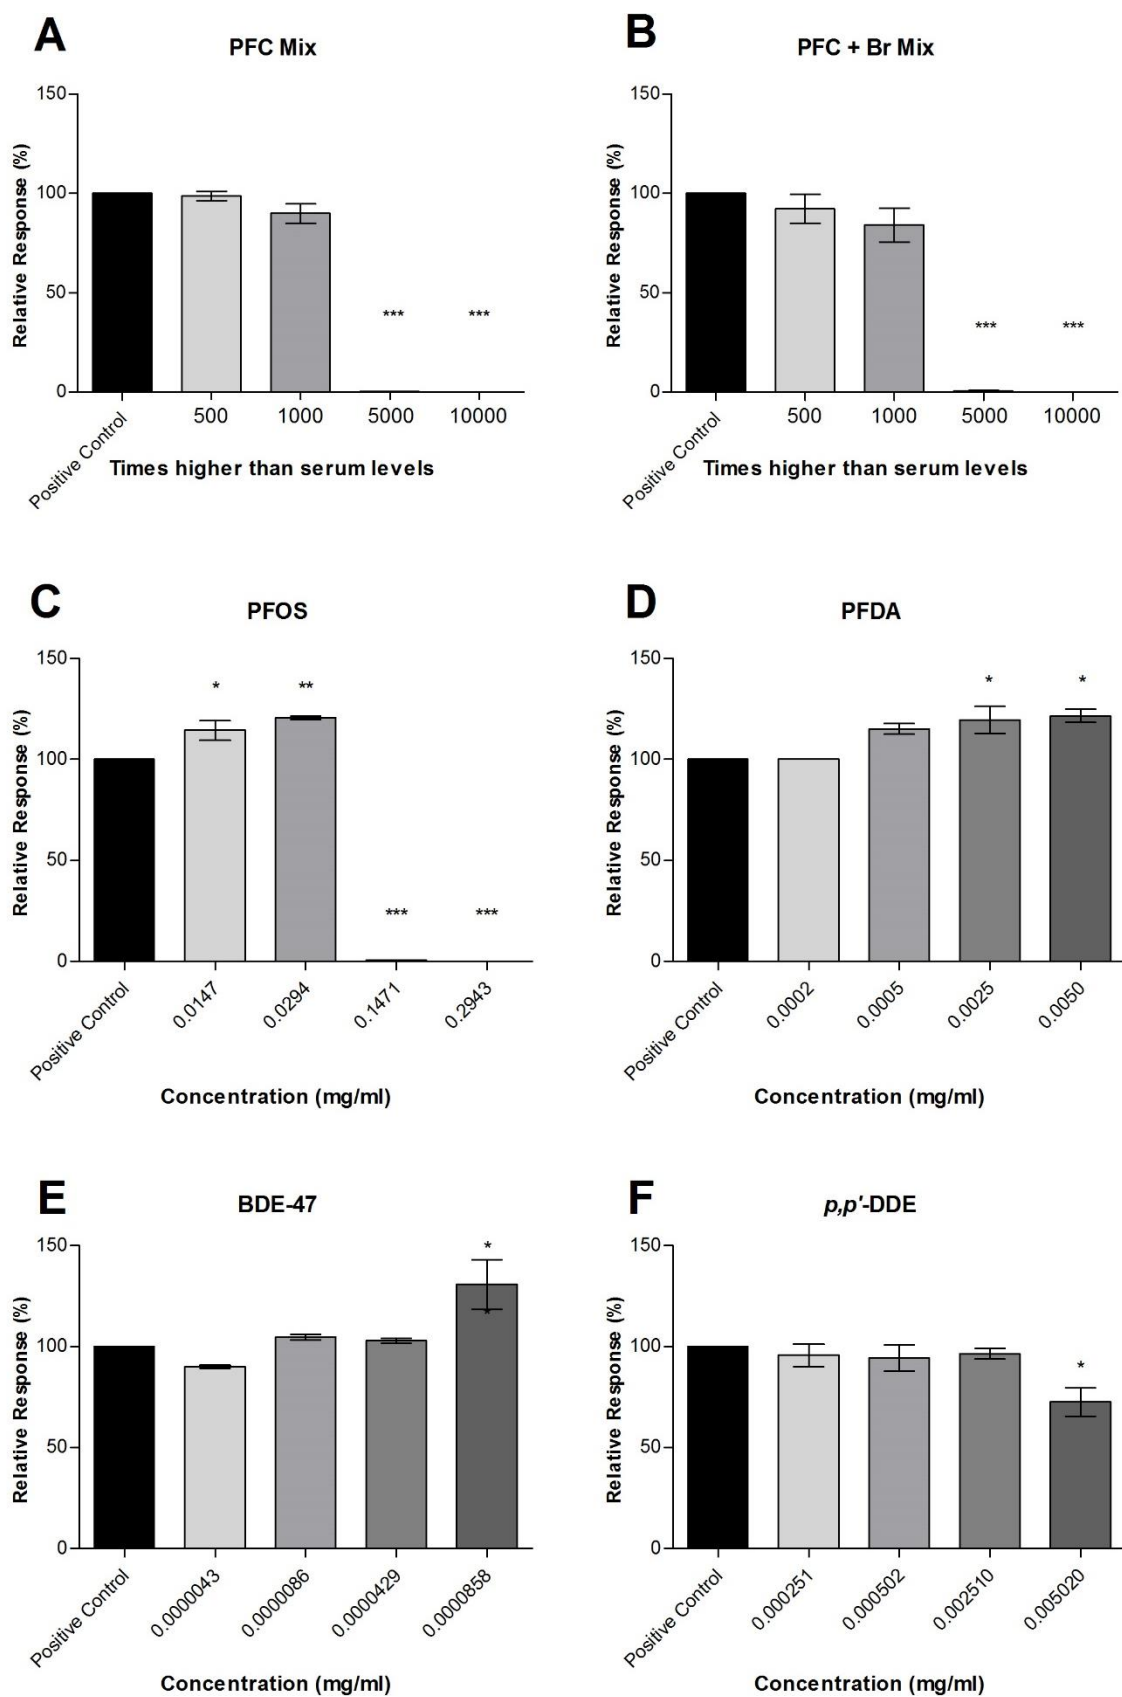 A
PFC Mix
Relative Response (%)
150
100
50
0
***
***
Positive Control
500
1000
5000
10000
Times higher than serum levels
B
PFC + Br Mix
Relative Response (%)
150
100
50
0
***
***
Positive Control
500
1000
5000
10000
Times higher than serum levels
C
PFOS
Relative Response (%)
150
100
50
0
*
**
***
***
Positive Control
0.0147
0.0294
0.1471
0.2943
Concentration (mg/ml)
D
PFDA
Relative Response (%)
150
100
50
0
*
*
Positive Control
0.0002
0.0005
0.0025
0.0050
Concentration (mg/ml)
E
BDE-47
Relative Response (%)
150
100
50
0
*
*
Positive Control
0.0000043
0.0000086
0.0000429
0.0000858
Concentration (mg/ml)
F
p,p'-DDE
Relative Response (%)
150
100
50
0
*
Positive Control
0.000251
0.000502
0.002510
0.005020
Concentration (mg/ml)